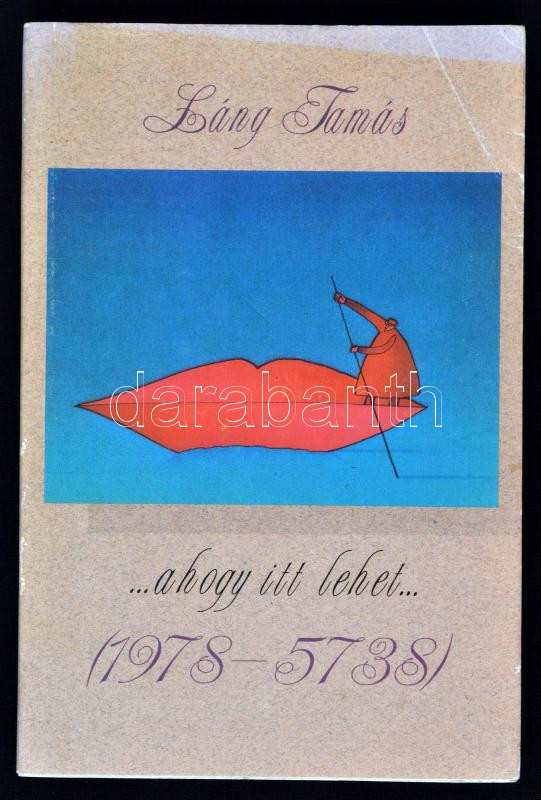 Láng Tamás
darabanth
...ahogy itt lehet...
(1978–5738)